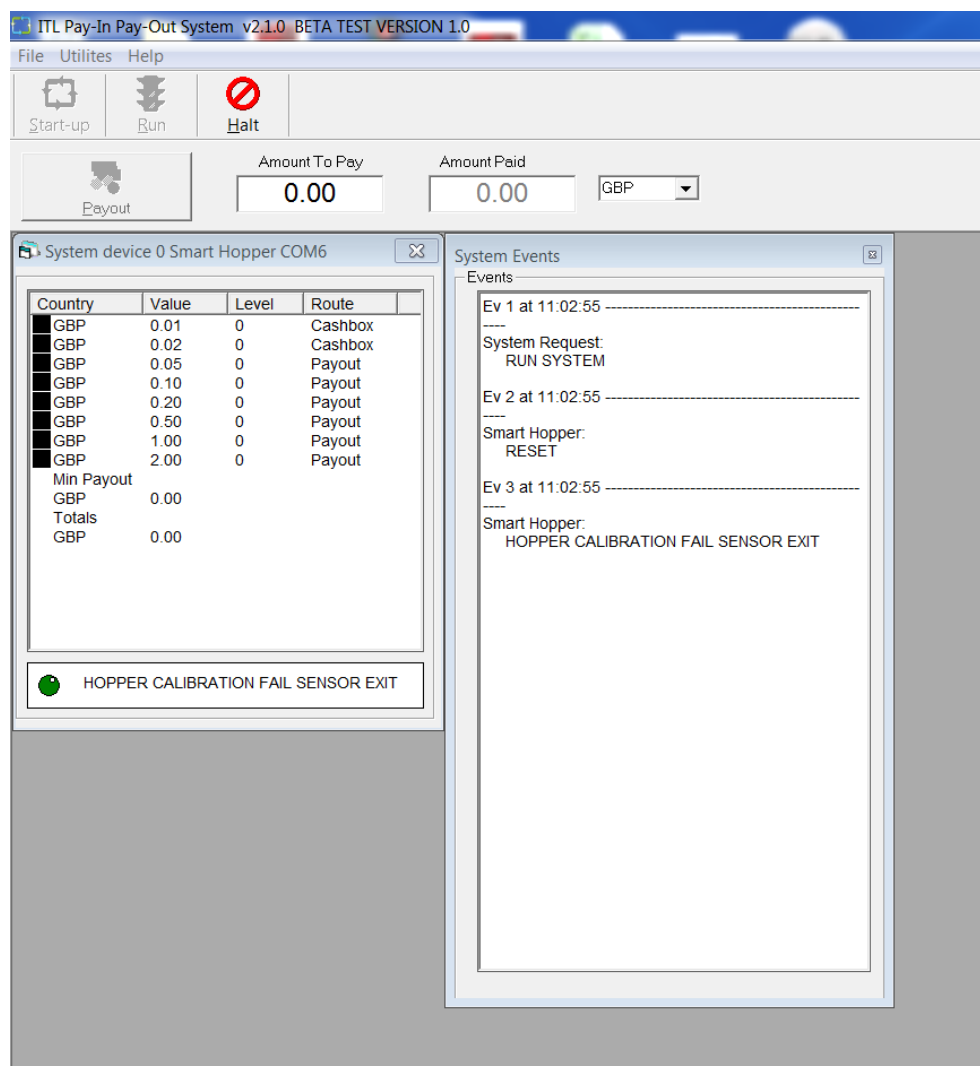 ITL Pay-In Pay-Out System v2.1.0 BETA TEST VERSION 1.0
File Utilites Help
Start-up Run Halt
Amount To Pay Amount Paid
0.00 0.00 GBP
Payout
System device 0 Smart Hopper COM6
Country Value Level Route
GBP 0.01 0 Cashbox
GBP 0.02 0 Cashbox
GBP 0.05 0 Payout
GBP 0.10 0 Payout
GBP 0.20 0 Payout
GBP 0.50 0 Payout
GBP 1.00 0 Payout
GBP 2.00 0 Payout
Min Payout
GBP 0.00
Totals
GBP 0.00
HOPPER CALIBRATION FAIL SENSOR EXIT
System Events
Events
Ev 1 at 11:02:55 -------------------------------------------
----
System Request:
RUN SYSTEM
Ev 2 at 11:02:55 -------------------------------------------
----
Smart Hopper:
RESET
Ev 3 at 11:02:55 -------------------------------------------
----
Smart Hopper:
HOPPER CALIBRATION FAIL SENSOR EXIT